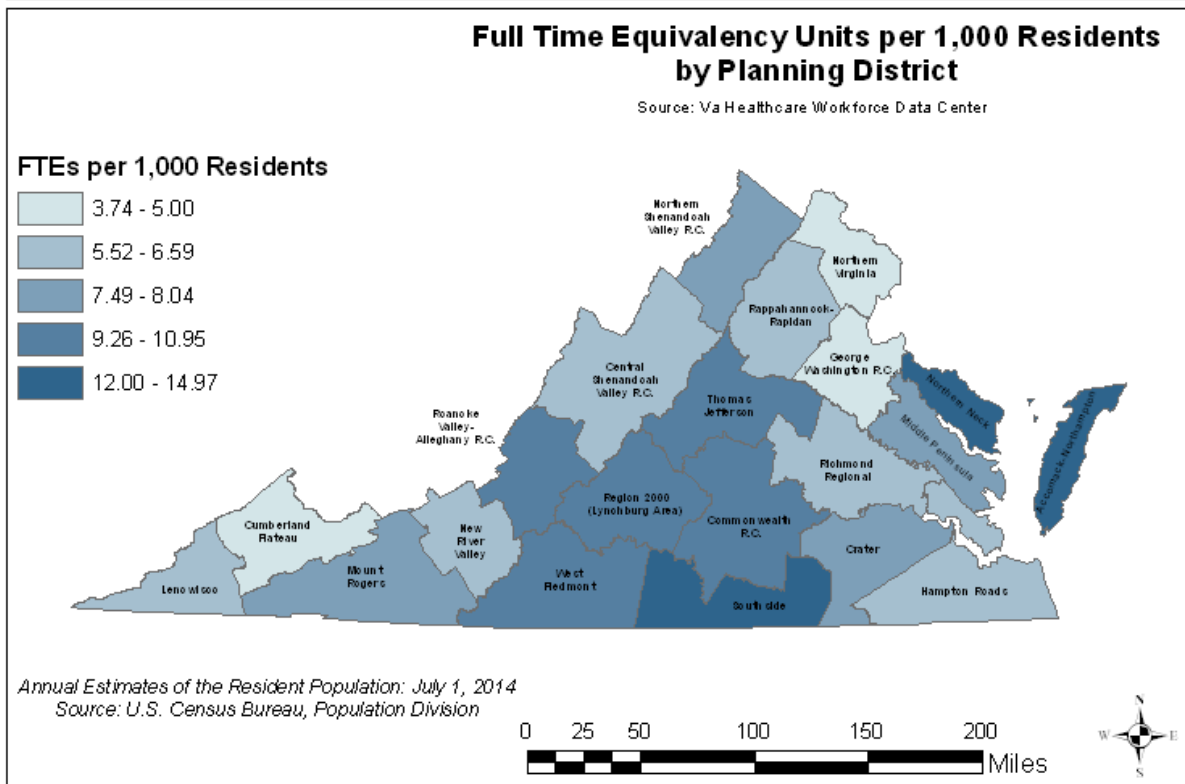 Full Time Equivalency Units per 1,000 Residents
by Planning District
Source: Va Healthcare Workforce Data Center
FTEs per 1,000 Residents
3.74 - 5.00
5.52 - 6.59
7.49 - 8.04
9.26 - 10.95
12.00 - 14.97
Northern
Shenandoah
Valley R.C.
Northern
Virginia
Rappahannock-
Rapidan
George
Washington R.C.
Central
Shenandoah
Valley R.C.
Northern Neck
Thomas
Jefferson
Accomack-Northampton
Middle Peninsula
Roanoke
Valley-
Alleghany R.C.
Richmond
Regional
Region 2000
(Lynchburg Area)
Commonwealth
R.C.
Cumberland
Plateau
New
River
Valley
Crater
Mount
Rogers
West
Piedmont
Lenowisco
Southside
Hampton Roads
Annual Estimates of the Resident Population: July 1, 2014
Source: U.S. Census Bureau, Population Division
0 25 50 100 150 200
Miles
N
W E
S